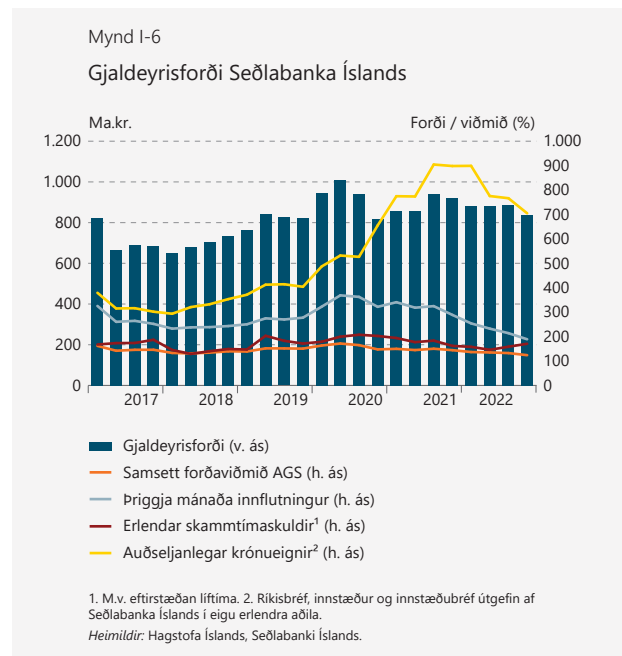 Mynd I-6
Gjaldeyrisforði Seðlabanka Íslands
Ma.kr. Forði / viðmið (%)
1.200 1.000
900
1.000 800
800 700
600
600 500
400 400
300
200 200
100
0 0
2017 2018 2019 2020 2021 2022
Gjaldeyrisforði (v. ás)
Samsett forðaviðmið AGS (h. ás)
Þriggja mánaða innflutningur (h. ás)
Erlendar skammtímaskuldir¹ (h. ás)
Auðseljanlegar krónueignir² (h. ás)
1. M.v. eftirstæðan líftíma. 2. Ríkisbréf, innstæður og innstæðubréf útgefin af
Seðlabanka Íslands í eigu erlendra aðila.
Heimildir: Hagstofa Íslands, Seðlabanki Íslands.